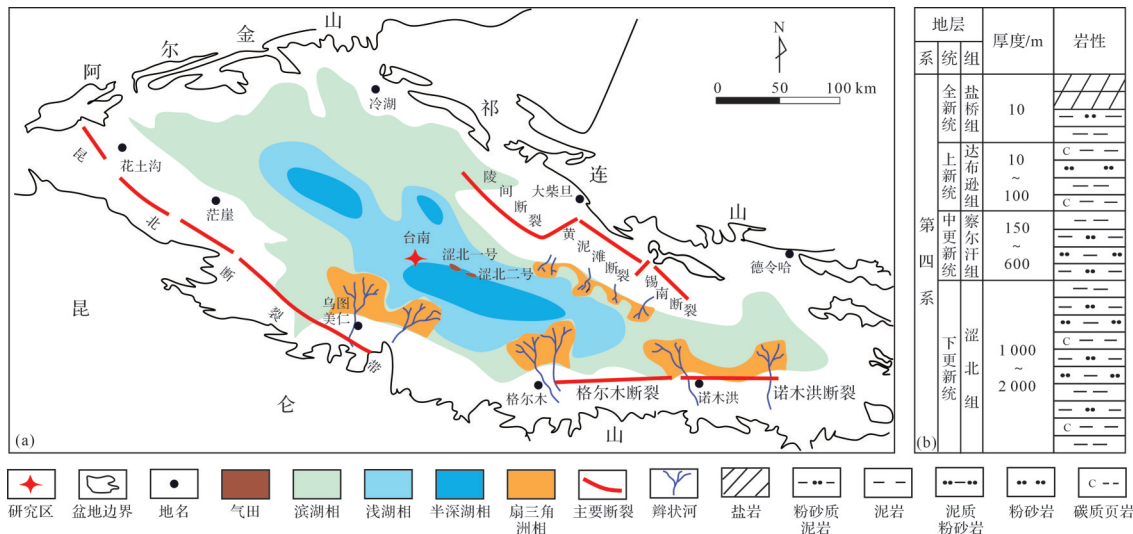 阿尔金山
祁连山
昆仑山
N
0 50 100 km
冷湖
花土沟
茫崖
昆北断裂带
陵间断裂
大柴旦
黄泥滩断裂
锡南断裂
德令哈
台南
涩北一号
涩北二号
乌图
美仁
格尔木
格尔木断裂
诺木洪
诺木洪断裂
(a)
地层
厚度/m
岩性
系
统
组
第四系
全新统
盐桥组
10
上新统
达布逊组
10
~
100
中更新统
察尔汗组
150
~
600
下更新统
涩北组
1 000
~
2 000
C
C
C
C
(b)
研究区
盆地边界
地名
气田
滨湖相
浅湖相
半深湖相
扇三角
洲相
主要断裂
辫状河
盐岩
粉砂质
泥岩
泥岩
泥质
粉砂岩
粉砂岩
C
碳质页岩